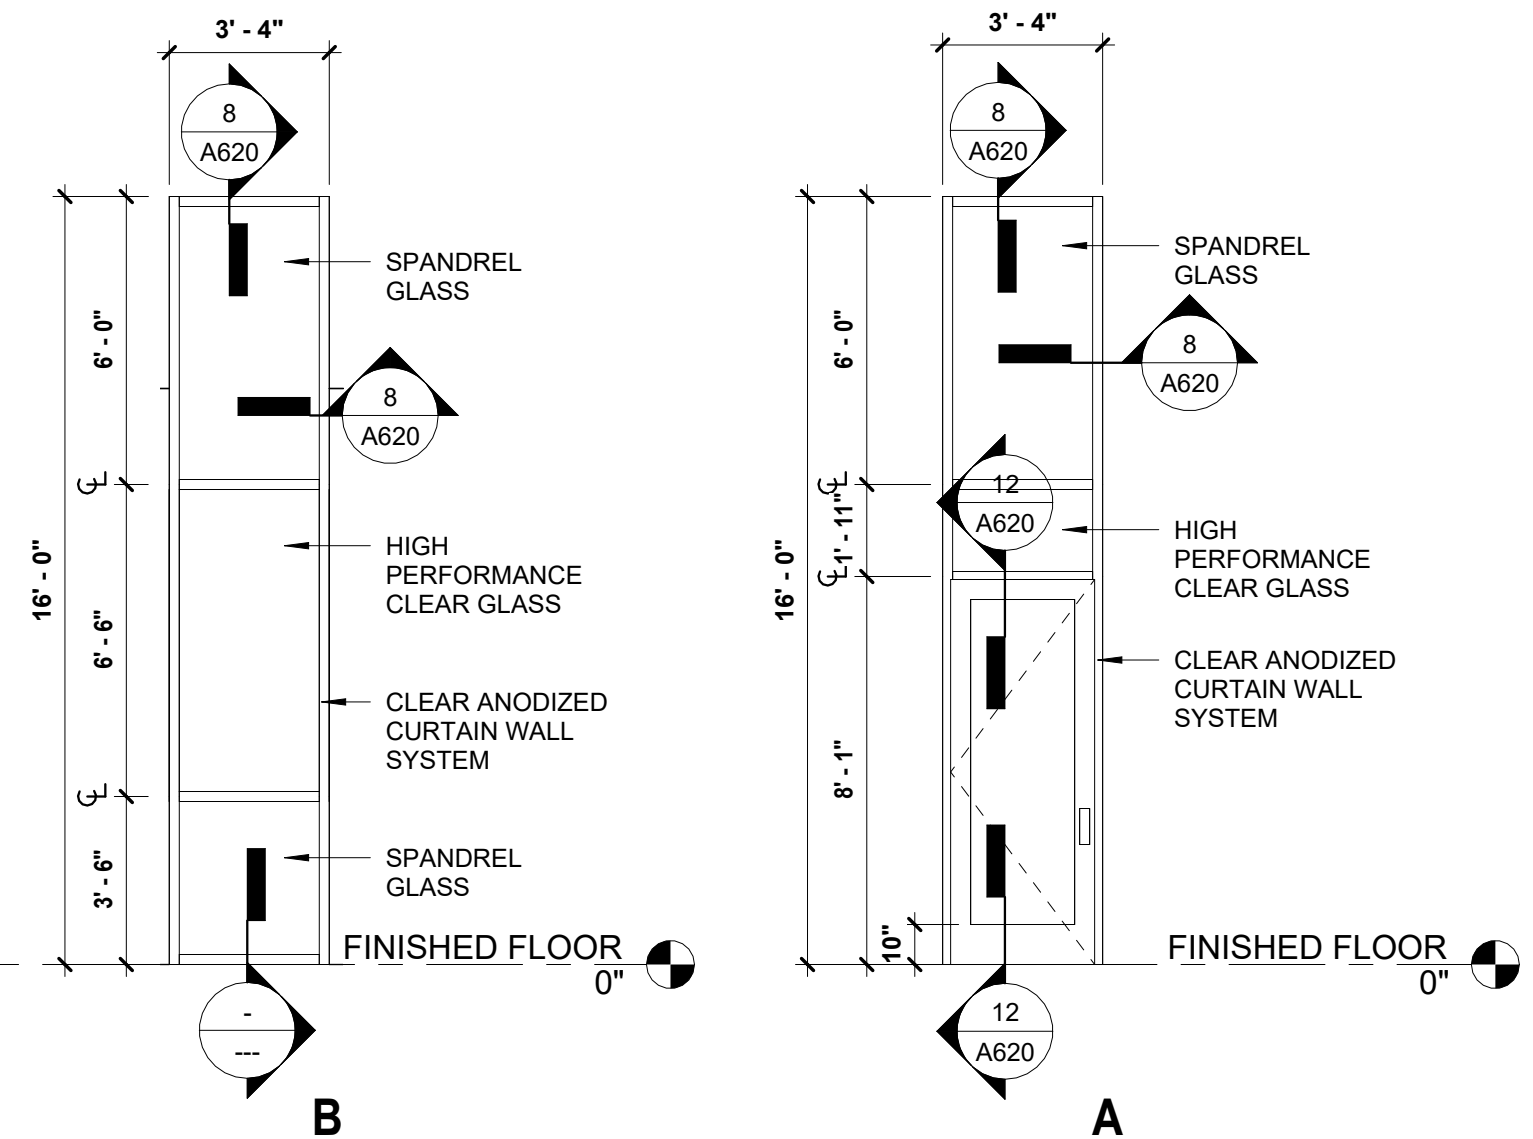 3' - 4"
8
A620
SPANDREL
GLASS
6' - 0"
8
A620
16' - 0"
HIGH
PERFORMANCE
CLEAR GLASS
6' - 6"
CLEAR ANODIZED
CURTAIN WALL
SYSTEM
3' - 6"
SPANDREL
GLASS
FINISHED FLOOR
0"
-
---
B
3' - 4"
8
A620
SPANDREL
GLASS
6' - 0"
8
A620
12
A620
1' - 11"
HIGH
PERFORMANCE
CLEAR GLASS
16' - 0"
CLEAR ANODIZED
CURTAIN WALL
SYSTEM
8' - 1"
10"
FINISHED FLOOR
0"
12
A620
A